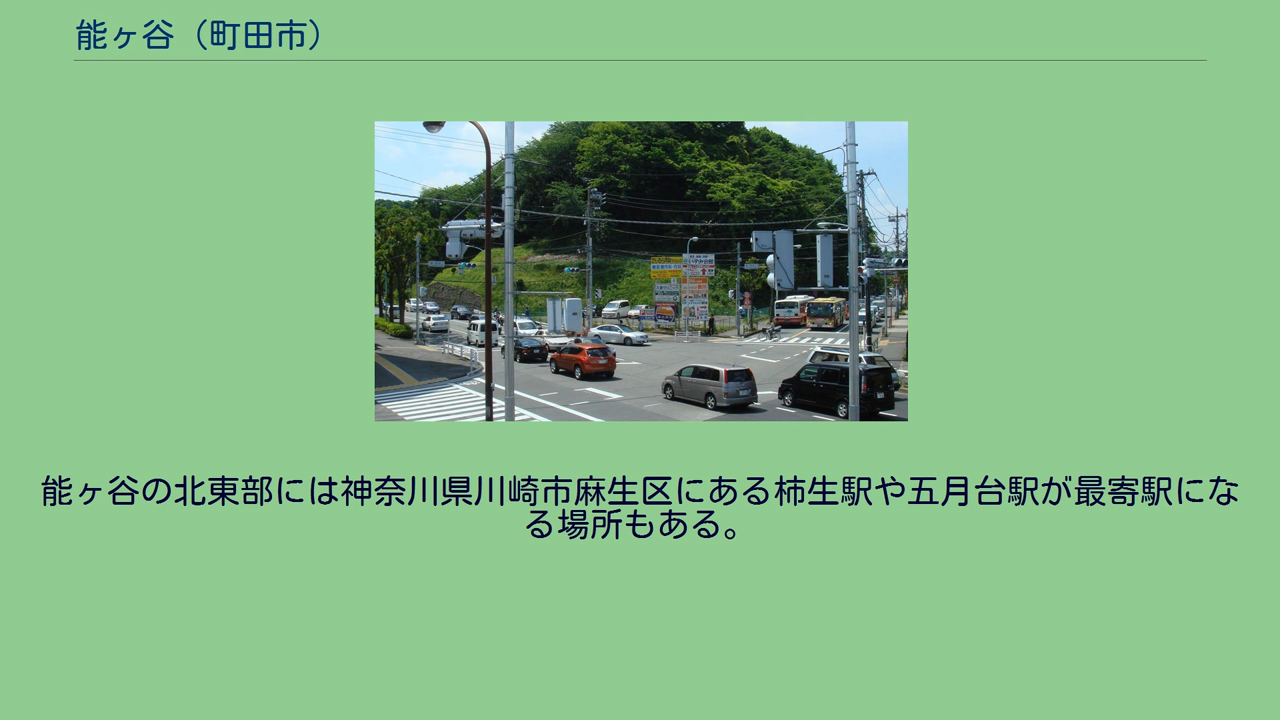 能ヶ谷（町田市）
能ヶ谷の北東部には神奈川県川崎市麻生区にある柿生駅や五月台駅が最寄駅にな
る場所もある。